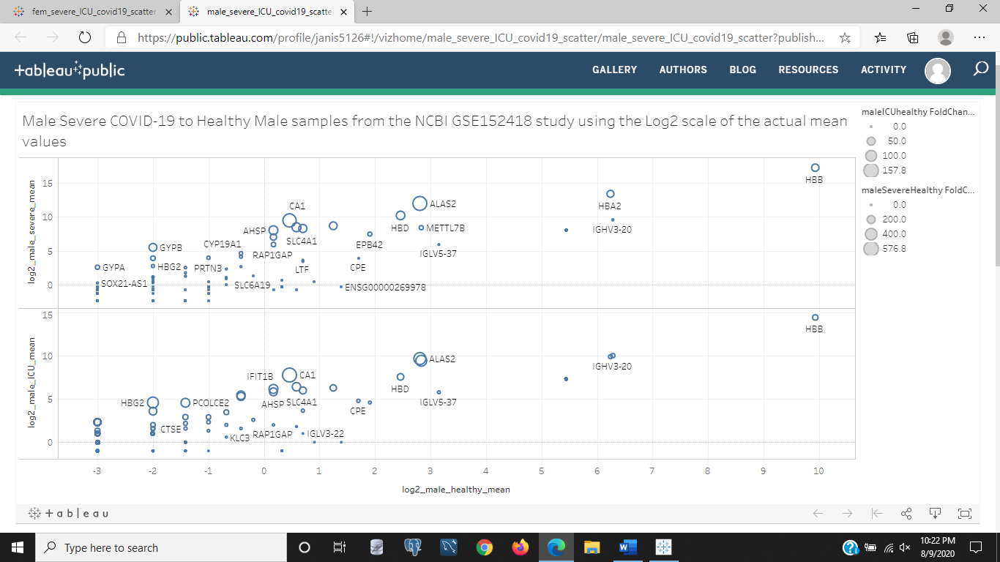 fem_severe_ICU_covid19_scatter
male_severe_ICU_covid19_scatte
https://public.tableau.com/profile/janis5126#!/vizhome/male_severe_ICU_covid19_scatter/male_severe_ICU_covid19_scatter?publish...
+ableau public
GALLERY AUTHORS BLOG RESOURCES ACTIVITY
Male Severe COVID-19 to Healthy Male samples from the NCBI GSE152418 study using the Log2 scale of the actual mean
values
maleICUhealthy FoldChan...
0.0
50.0
100.0
157.8
maleSevereHealthy FoldC...
0.0
200.0
400.0
576.8
log2_male_severe_mean
15
10
5
0
HBB
CA1
ALAS2
HBA2
AHSP
HBD
METTL7B
IGHV3-20
GYPB
CYP19A1
SLC4A1
EPB42
RAP1GAP
IGLV5-37
GYPA
HBG2
PRTN3
LTF
CPE
SOX21-AS1
SLC6A19
ENSG00000269978
log2_male_ICU_mean
15
10
5
0
HBB
ALAS2
IGHV3-20
IFIT1B
CA1
HBD
HBG2
PCOLCE2
AHSP
SLC4A1
IGLV5-37
CPE
CTSE
KLC3
RAP1GAP
IGLV3-22
-3 -2 -1 0 1 2 3 4 5 6 7 8 9 10
log2_male_healthy_mean
+ a b l e a u
Type here to search
10:22 PM
8/9/2020